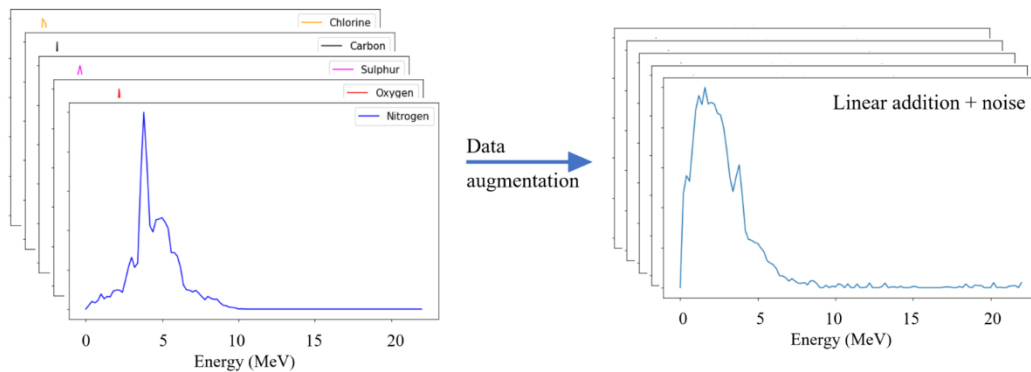 Chlorine
Carbon
Sulphur
Oxygen
Nitrogen
0 5 10 15 20
Energy (MeV)
Data
augmentation
Linear addition + noise
0 5 10 15 20
Energy (MeV)